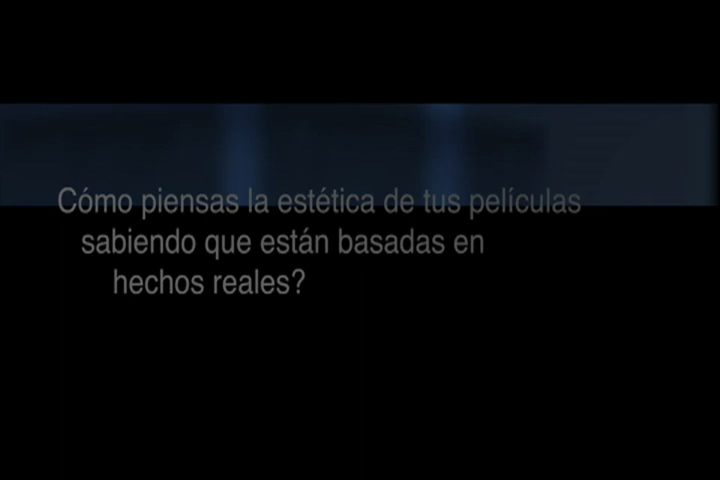 Cómo piensas la estética de tus películas
sabiendo que están basadas en
hechos reales?